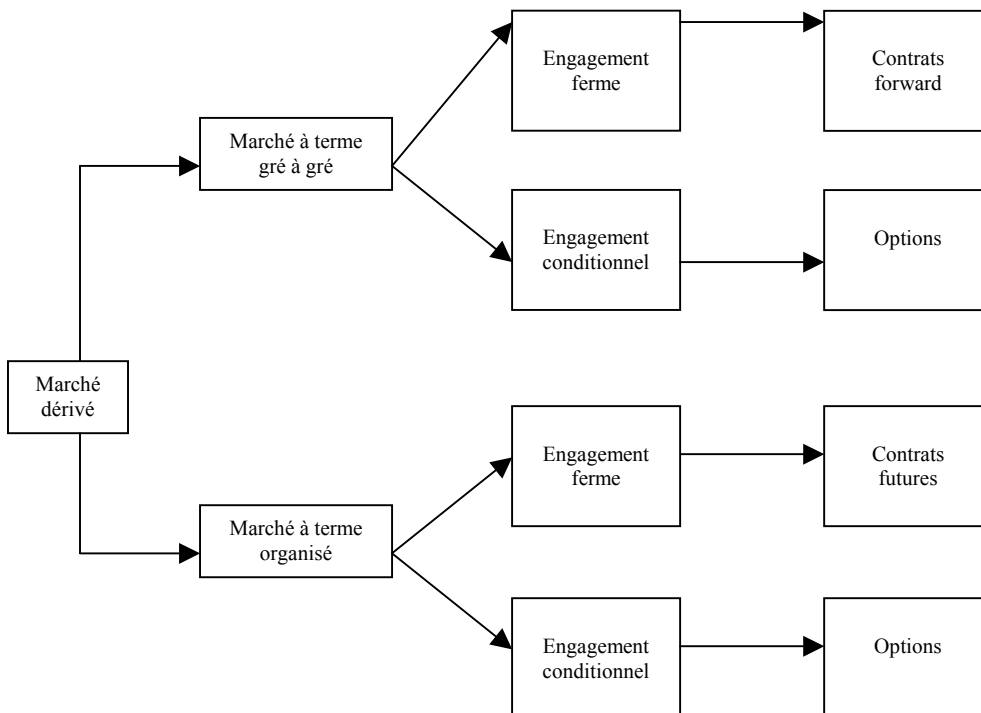 Engagement
ferme
Contrats
forward
Marché à terme
gré à gré
Engagement
conditionnel
Options
Marché
dérivé
Engagement
ferme
Contrats
futures
Marché à terme
organisé
Engagement
conditionnel
Options